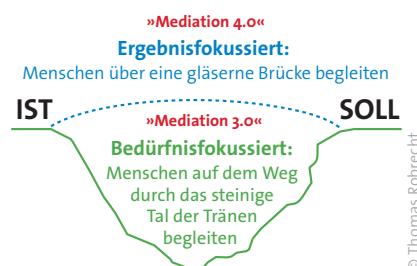 »Mediation 4.0«
Ergebnisfokussiert:
Menschen über eine gläserne Brücke begleiten
IST
SOLL
»Mediation 3.0«
Bedürfnisfokussiert:
Menschen auf dem Weg
durch das steinige
Tal der Tränen
begleiten
© Thomas Robrecht